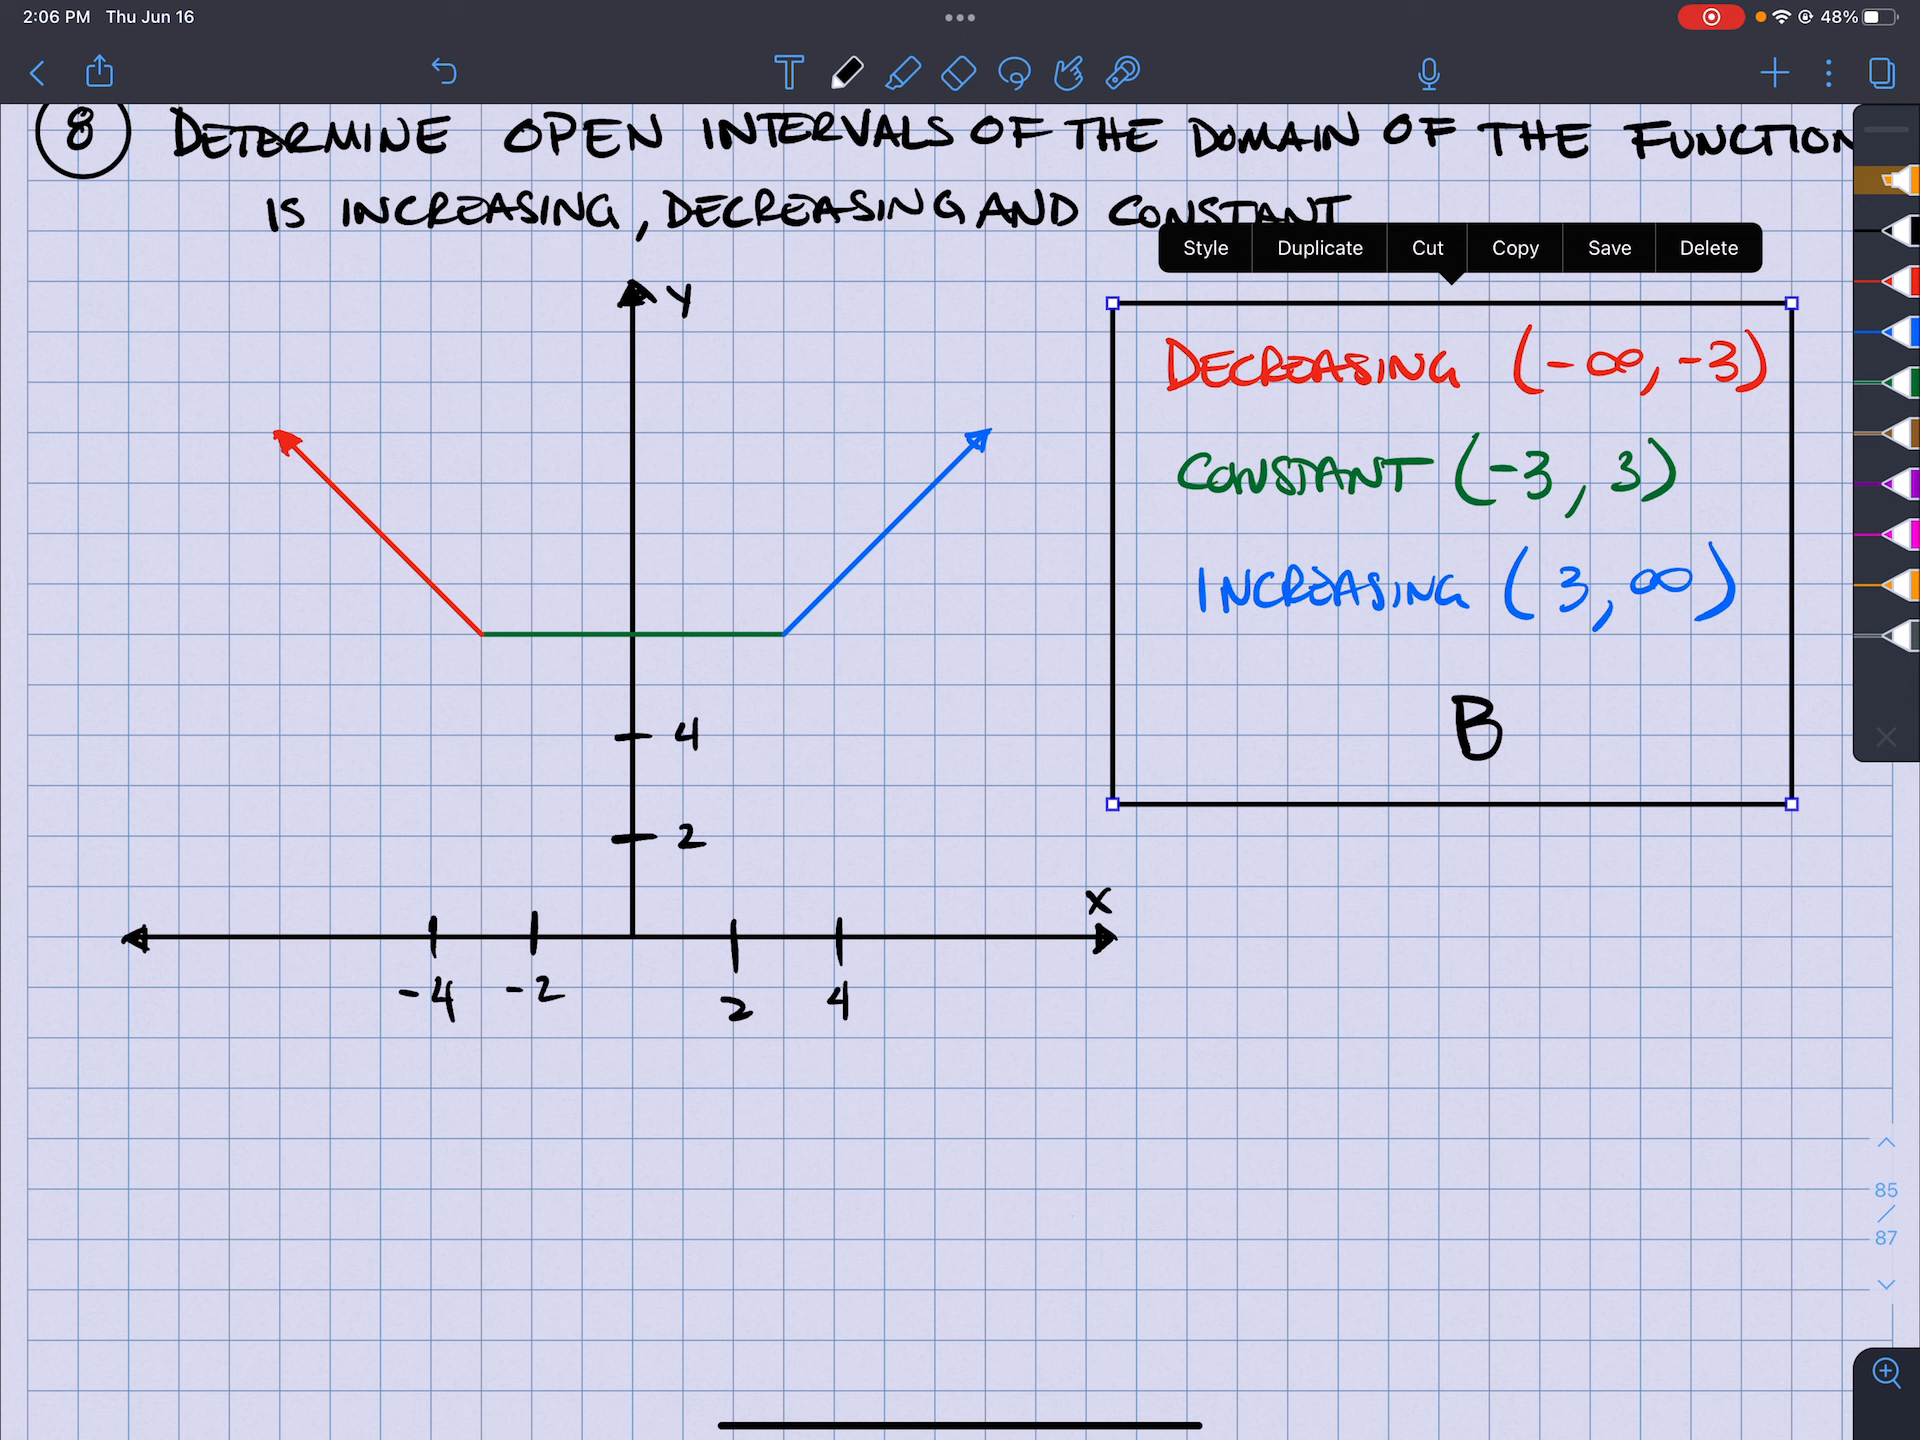 2:06 PM Thu Jun 16
48%
8 DETERMINE OPEN INTERVALS OF THE DOMAIN OF THE FUNCTION
IS INCREASING, DECREASING AND CONSTANT
Style Duplicate Cut Copy Save Delete
Y
DECREASING (-∞, -3)
CONSTANT (-3, 3)
INCREASING (3, ∞)
B
4
2
X
-4 -2 2 4
85
/
87